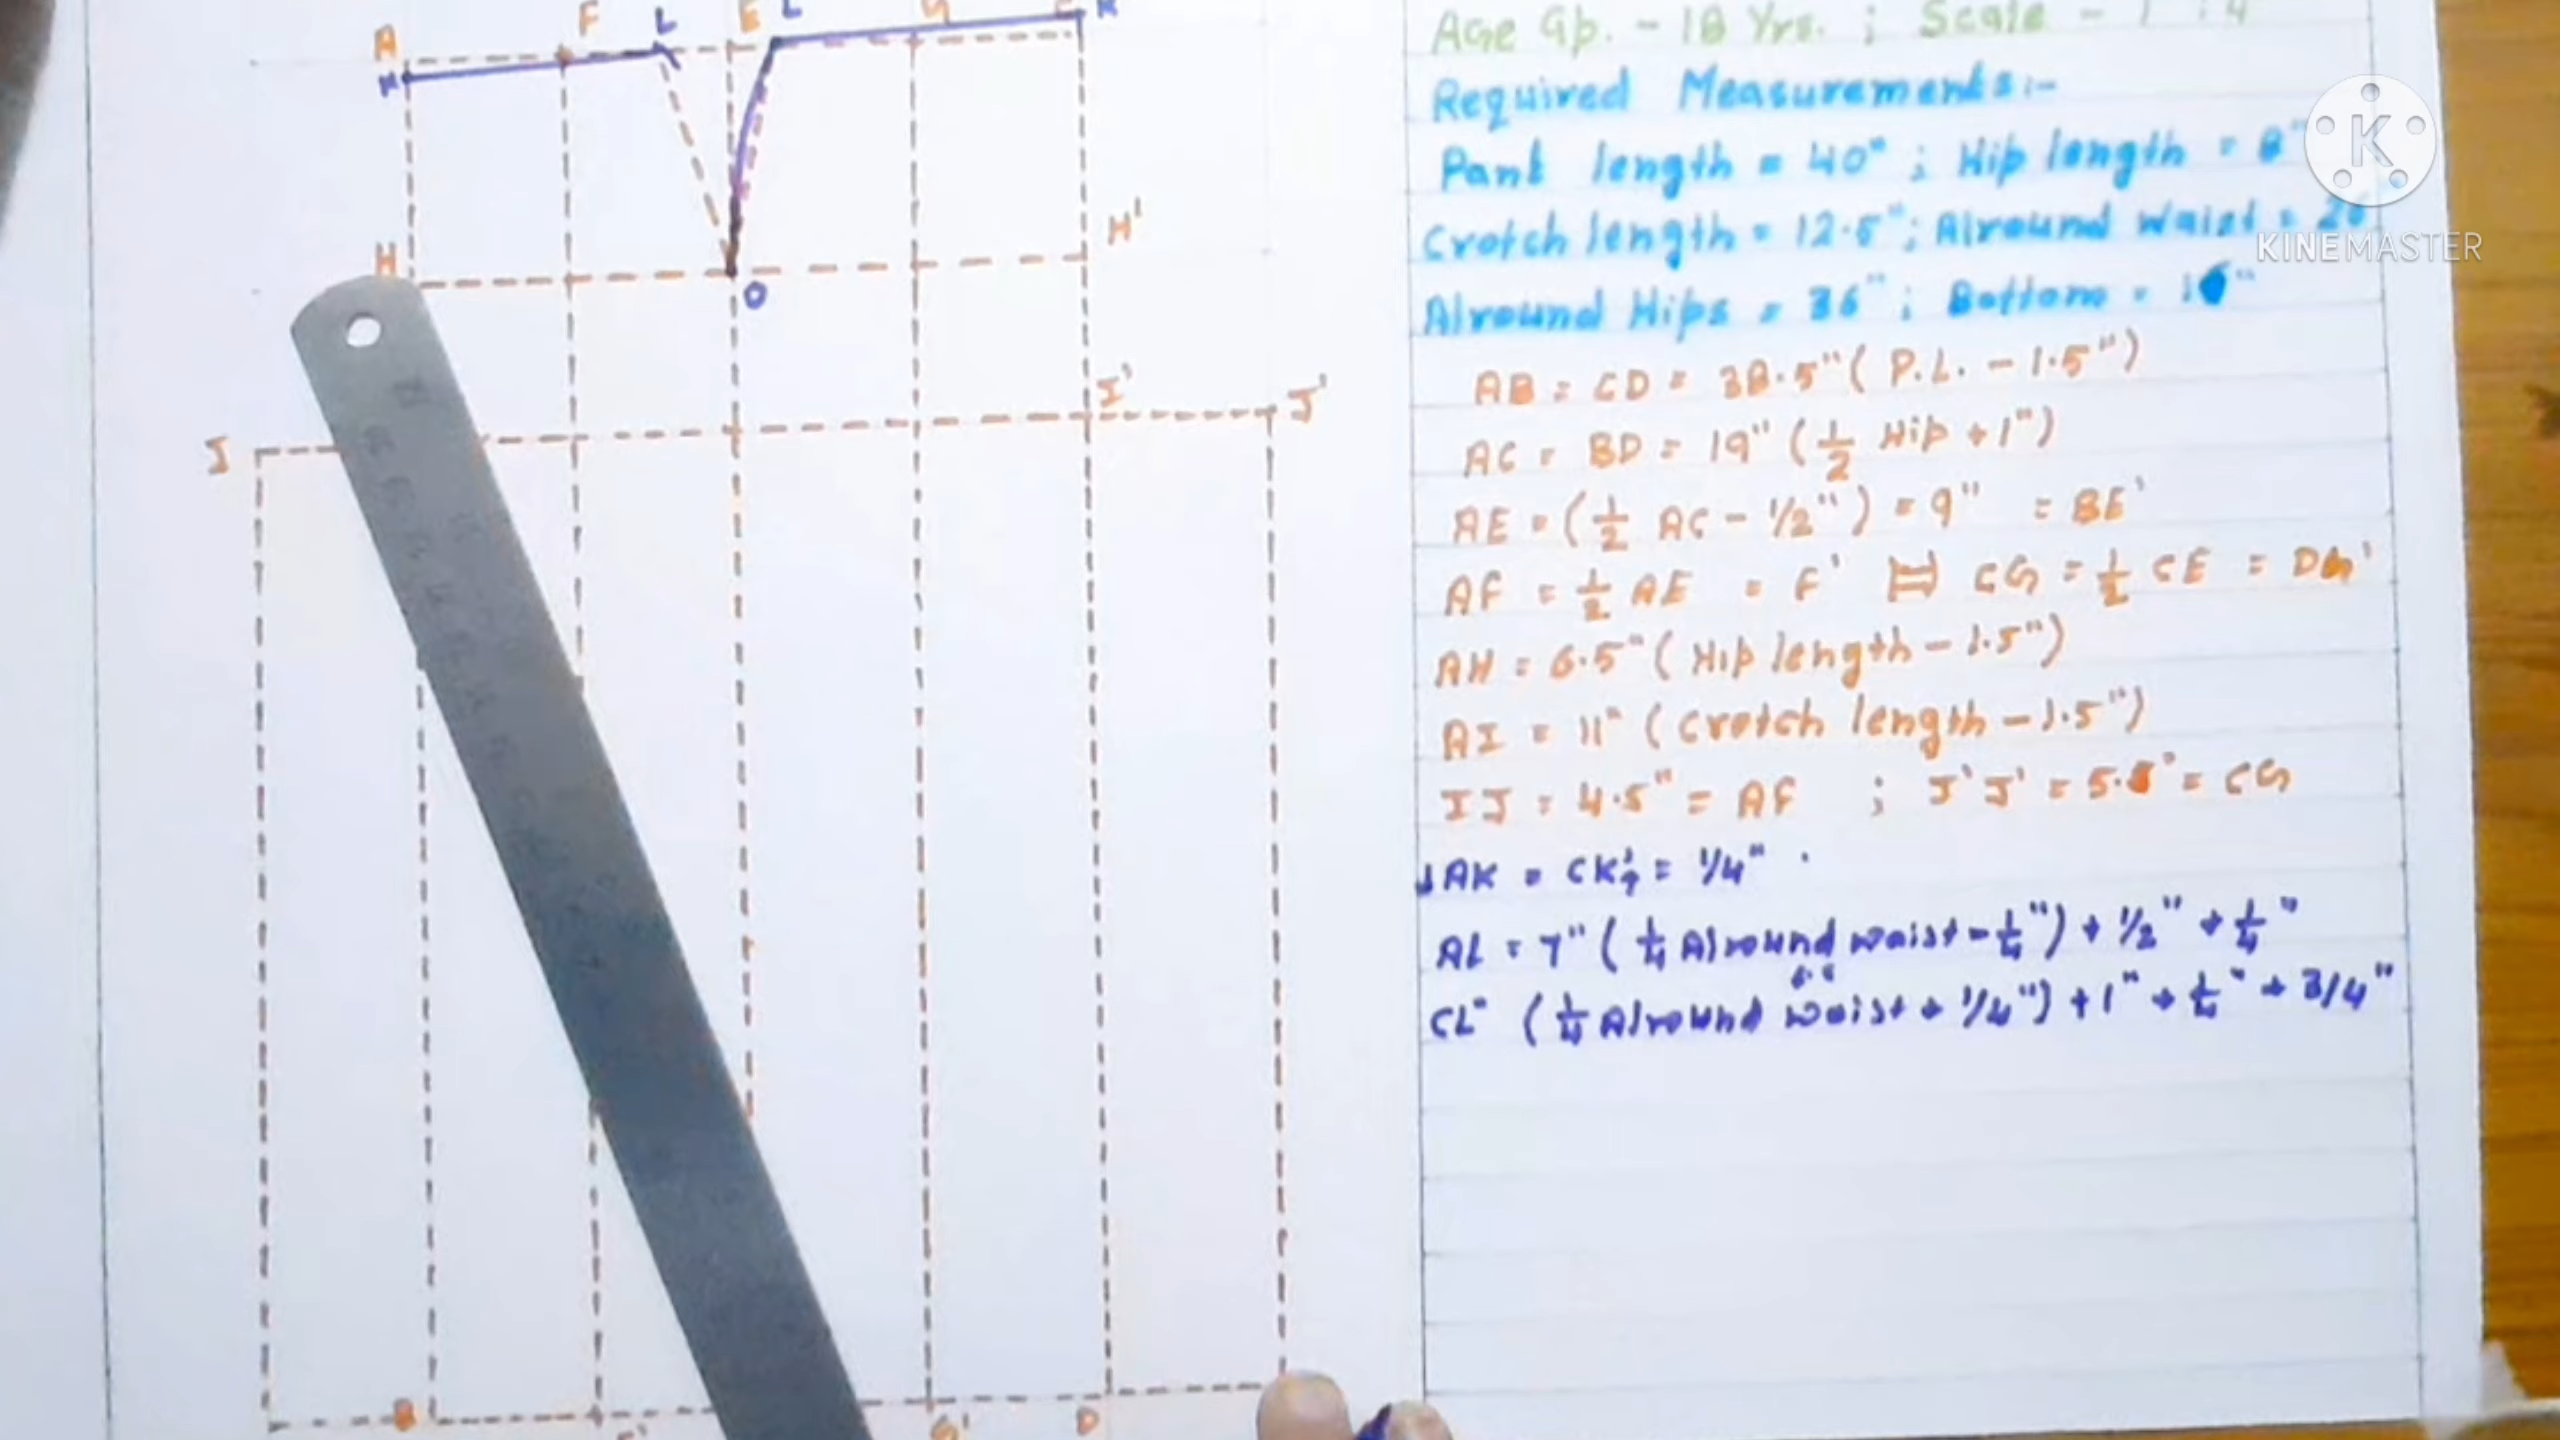 A F L E L G C K
K
H H'
O
I'
J J'
B F' G' D
Age Gp. - 18 Yrs. ; Scale - 1 : 4
Required Measurements:-
Pant length = 40" ; Hip length = 8"
Crotch length = 12.5" ; Alround Waist =
Alround Hips = 36" ; Bottom =
AB = CD = 38.5" ( P.L. - 1.5")
AC = BD = 19" ( 1/2 Hip + 1")
AE = ( 1/2 AC - 1/2") = 9" = BE'
AF = 1/2 AE = F' CG = 1/2 CE = DG'
AH = 6.5" ( Hip length - 1.5")
AI = 11" ( Crotch length - 1.5")
IJ = 4.5" = AF ; J'J' = 5." = CG
↓AK = CK'↑ = 1/4"
AL = 7" ( 1/4 Alround waist - 1/4") + 1/2" + 1/4"
CL ( 1/4 Alround waist + 1/4") + 1" + 1/4" + 3/4"
KINEMASTER